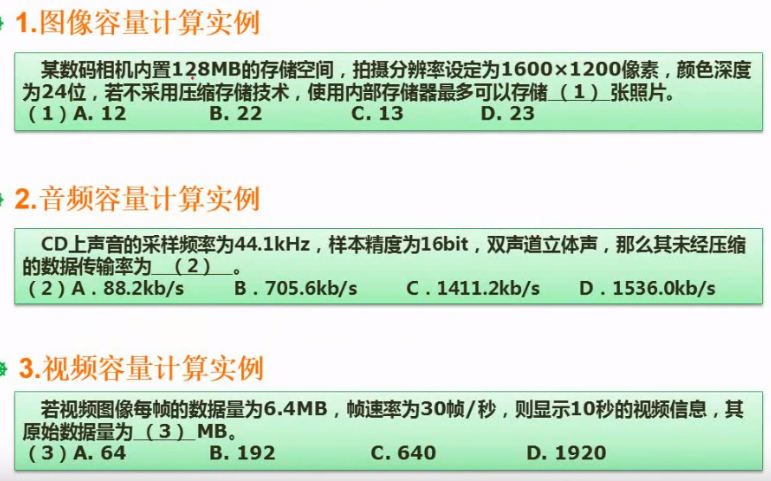 1.图像容量计算实例
某数码相机内置128MB的存储空间，拍摄分辨率设定为1600×1200像素，颜色深度
为24位，若不采用压缩存储技术，使用内部存储器最多可以存储（1）张照片。
（1）A. 12 B. 22 C. 13 D. 23
2.音频容量计算实例
CD上声音的采样频率为44.1kHz，样本精度为16bit，双声道立体声，那么其未经压缩
的数据传输率为（2）。
（2）A．88.2kb/s B．705.6kb/s C．1411.2kb/s D．1536.0kb/s
3.视频容量计算实例
若视频图像每帧的数据量为6.4MB，帧速率为30帧/秒，则显示10秒的视频信息，其
原始数据量为（3）MB。
（3）A. 64 B. 192 C. 640 D. 1920